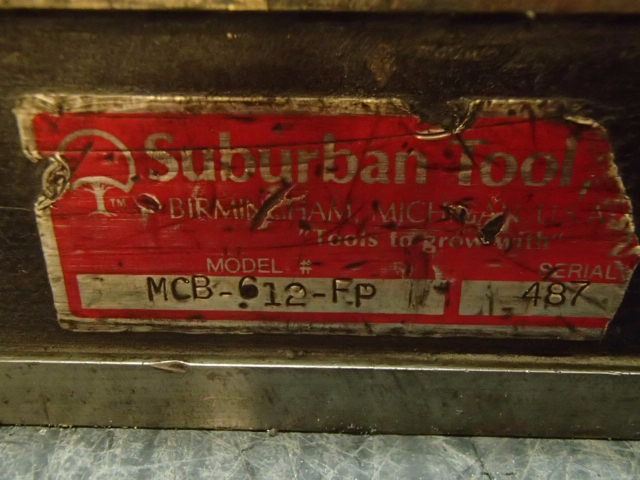 Suburban Tool,
TM BIRMINGHAM, MICHIGAN U.S.A.
"Tools to grow with"
MODEL # SERIAL
MCB-612-FP 487